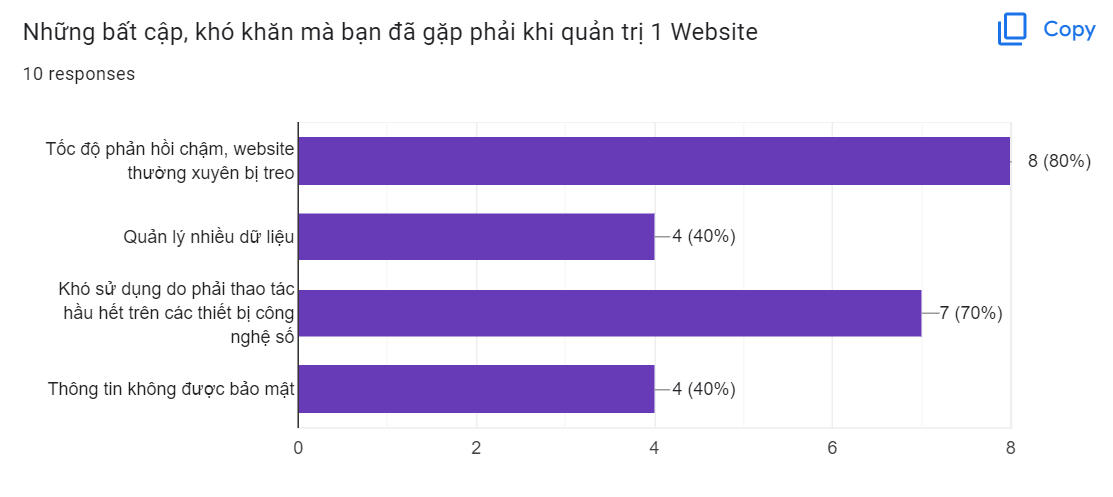 Những bất cập, khó khăn mà bạn đã gặp phải khi quản trị 1 Website
Copy
10 responses
Tốc độ phản hồi chậm, website
thường xuyên bị treo
8 (80%)
Quản lý nhiều dữ liệu
4 (40%)
Khó sử dụng do phải thao tác
hầu hết trên các thiết bị công
nghệ số
7 (70%)
Thông tin không được bảo mật
4 (40%)
0 2 4 6 8